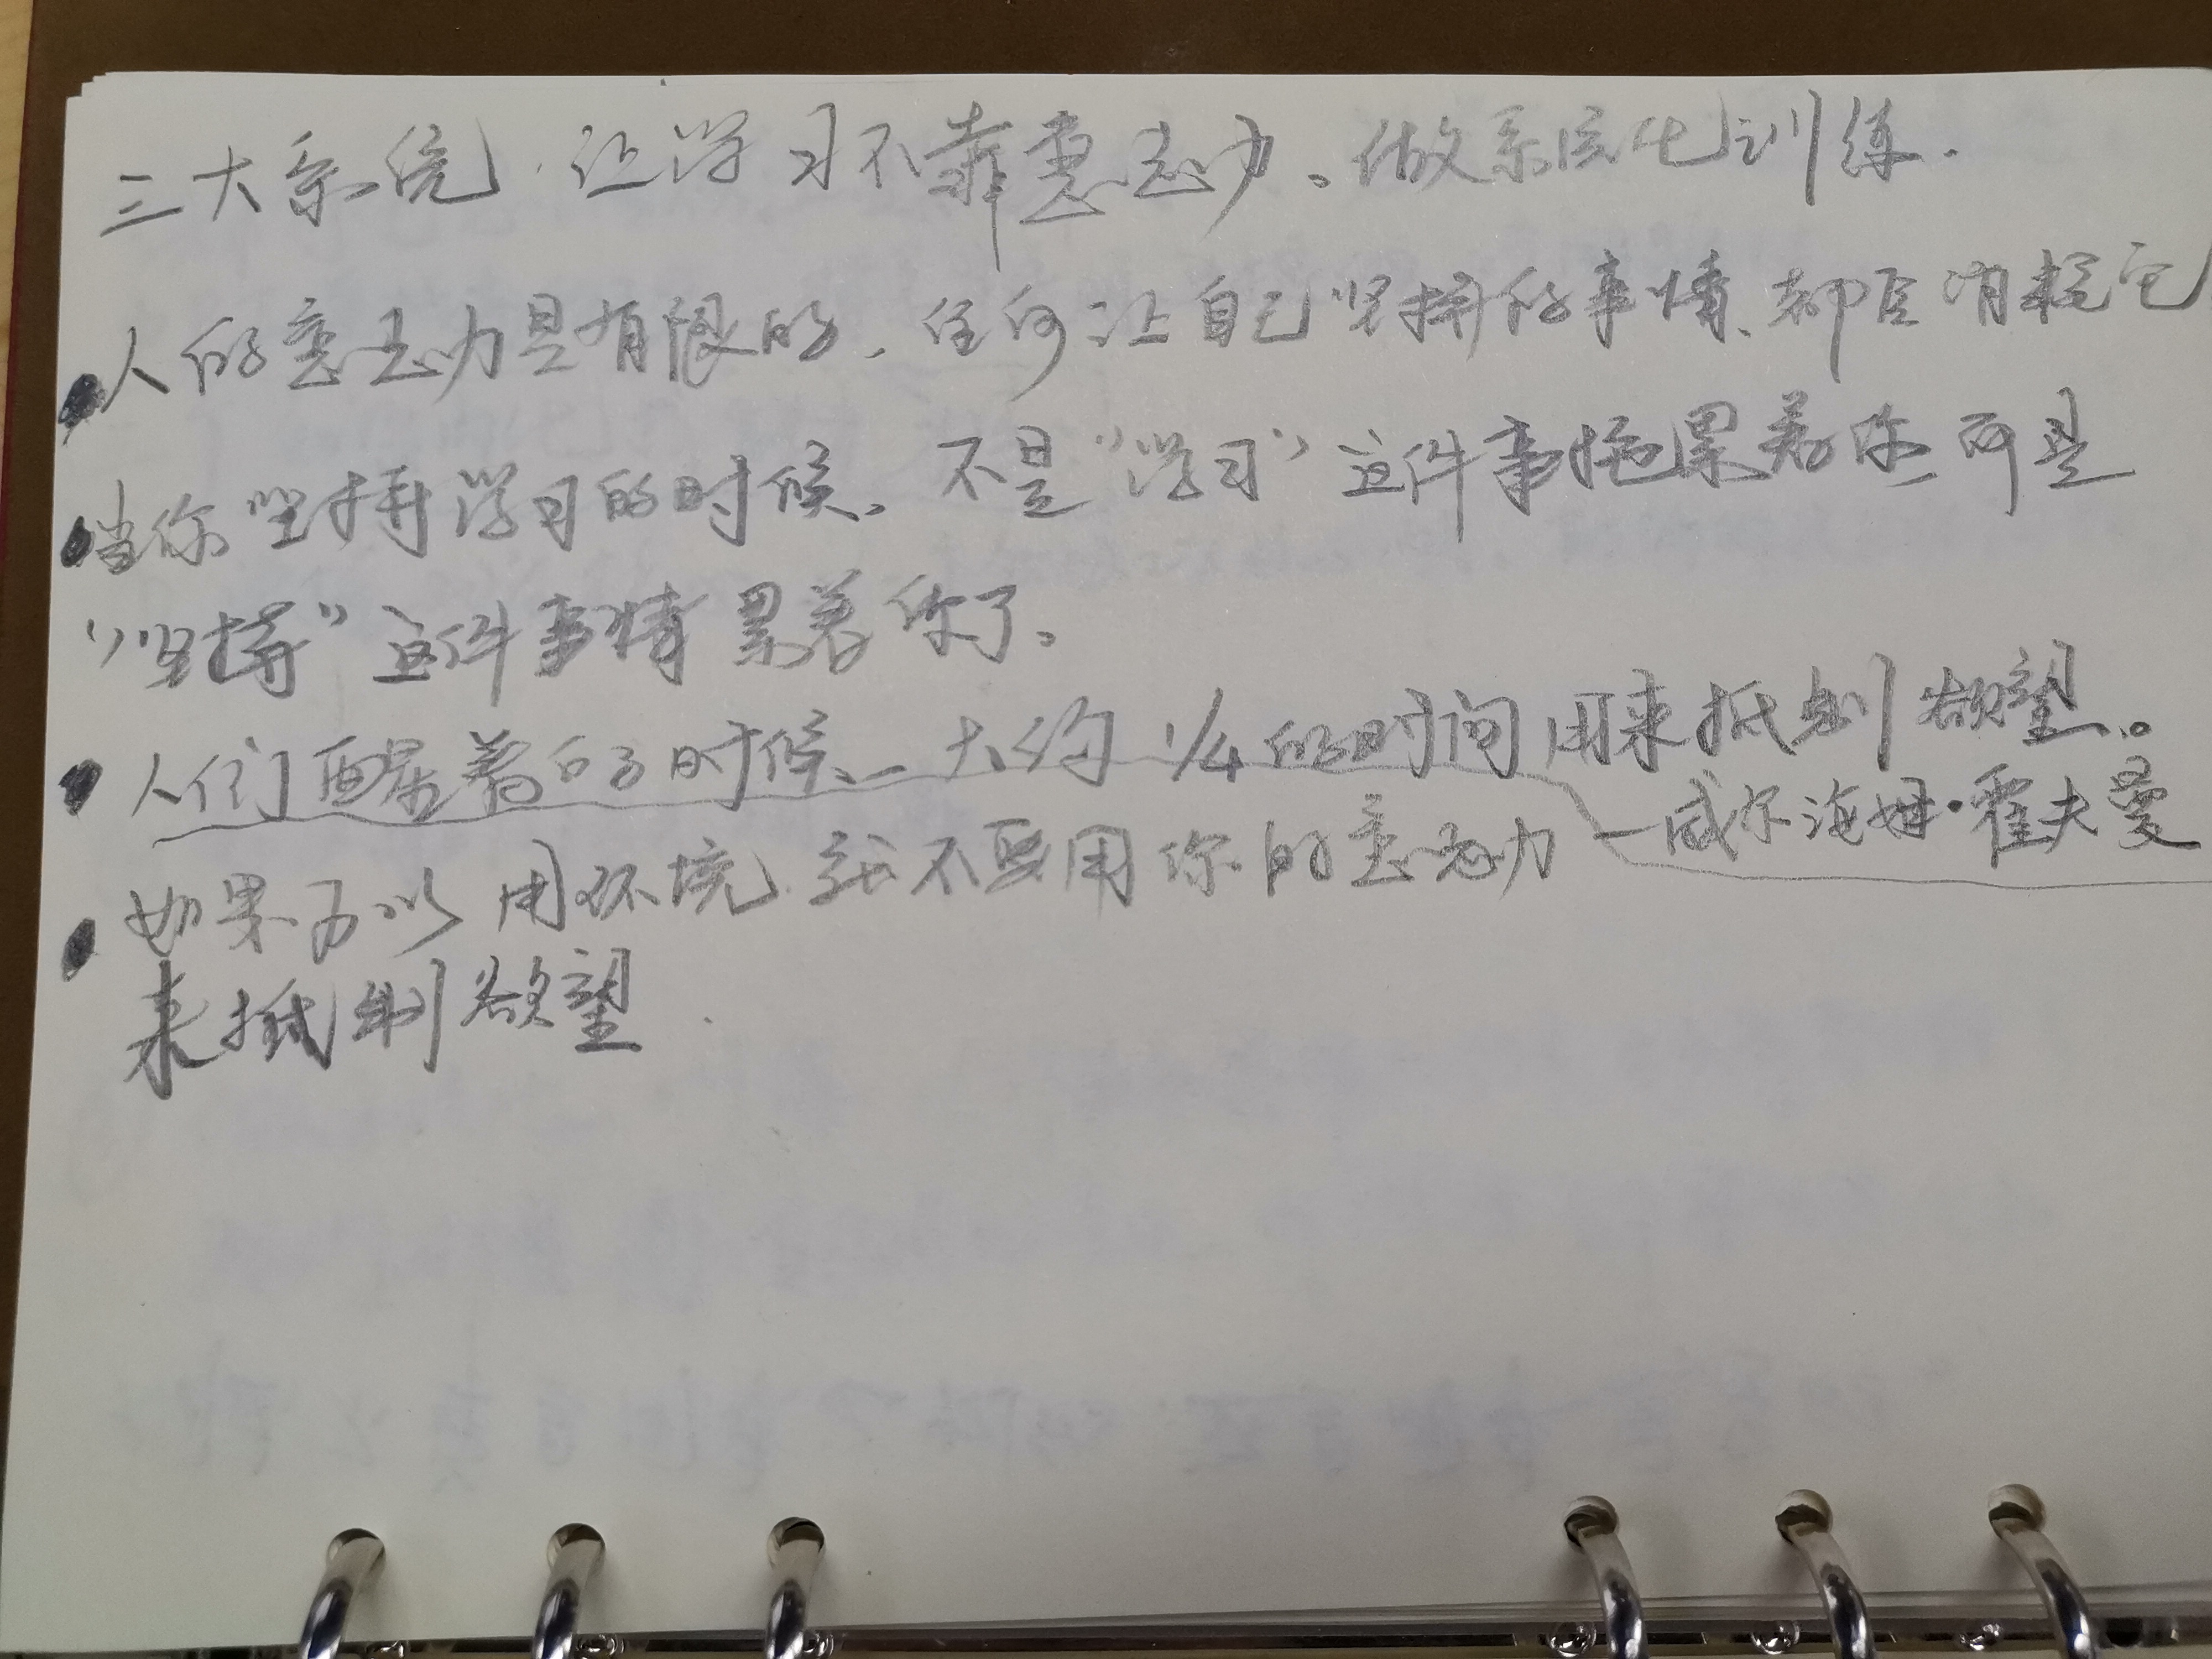 三大系统,让学习不靠意志力。做系统化训练.
人的意志力是有限的,任何让自己坚持的事情、都会消耗它
当你坚持学习的时候、不是“学习”这件事拖累着你 而是
“坚持”这件事情累着你了。
人们醒着的时候、大约1/4的时间用来抵制欲望。
—威尔海姆·霍夫曼
如果可以用环境 就不要用你的意志力
来抵制欲望.